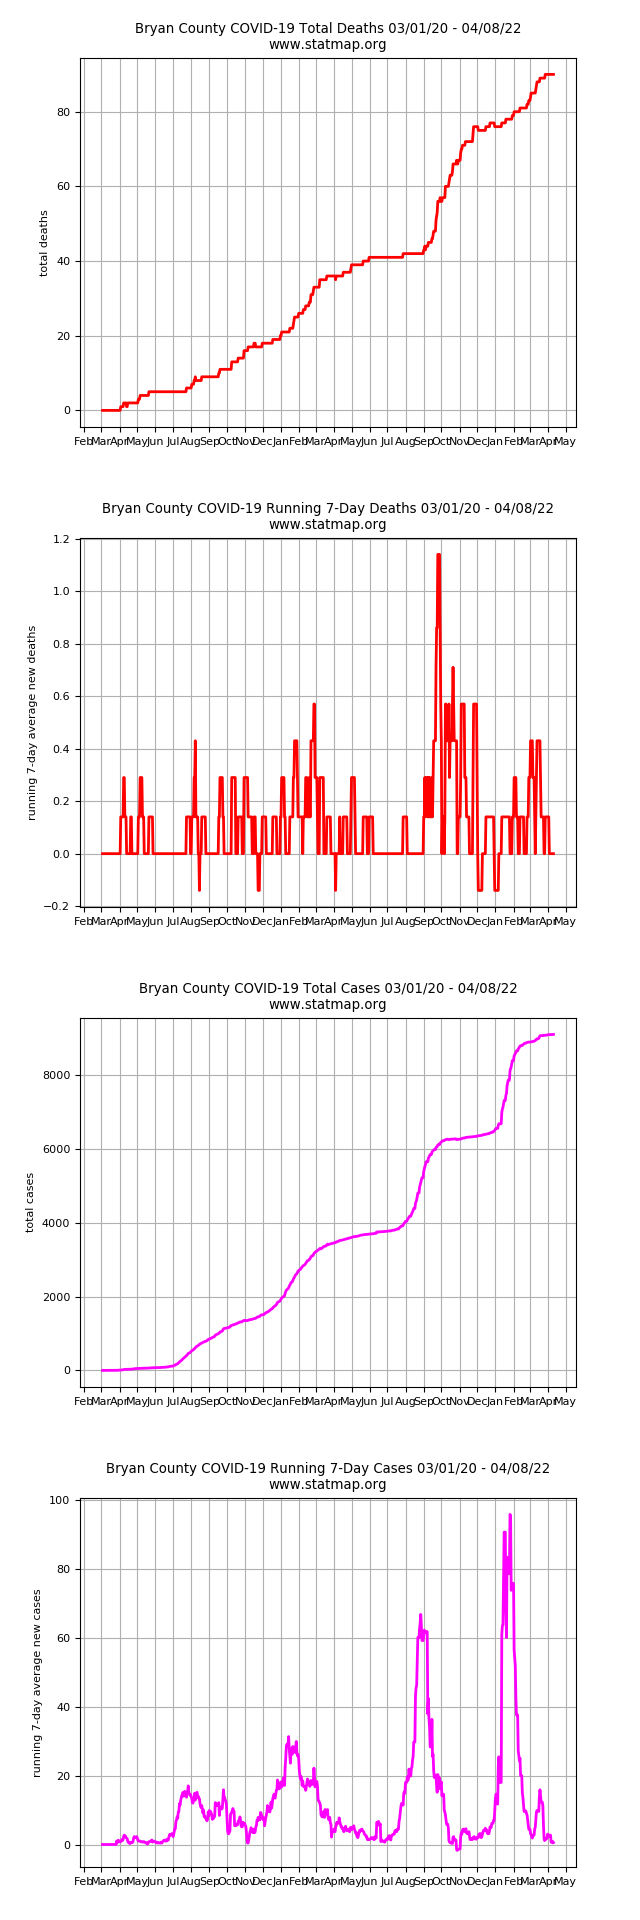 Bryan County COVID-19 Total Deaths 03/01/20 - 04/08/22
www.statmap.org
total deaths
80
60
40
20
0
Feb Mar Apr May Jun Jul Aug Sep Oct Nov Dec Jan Feb Mar Apr May Jun Jul Aug Sep Oct Nov Dec Jan Feb Mar Apr May
Bryan County COVID-19 Running 7-Day Deaths 03/01/20 - 04/08/22
www.statmap.org
running 7-day average new deaths
1.2
1.0
0.8
0.6
0.4
0.2
0.0
−0.2
Feb Mar Apr May Jun Jul Aug Sep Oct Nov Dec Jan Feb Mar Apr May Jun Jul Aug Sep Oct Nov Dec Jan Feb Mar Apr May
Bryan County COVID-19 Total Cases 03/01/20 - 04/08/22
www.statmap.org
total cases
8000
6000
4000
2000
0
Feb Mar Apr May Jun Jul Aug Sep Oct Nov Dec Jan Feb Mar Apr May Jun Jul Aug Sep Oct Nov Dec Jan Feb Mar Apr May
Bryan County COVID-19 Running 7-Day Cases 03/01/20 - 04/08/22
www.statmap.org
running 7-day average new cases
100
80
60
40
20
0
Feb Mar Apr May Jun Jul Aug Sep Oct Nov Dec Jan Feb Mar Apr May Jun Jul Aug Sep Oct Nov Dec Jan Feb Mar Apr May